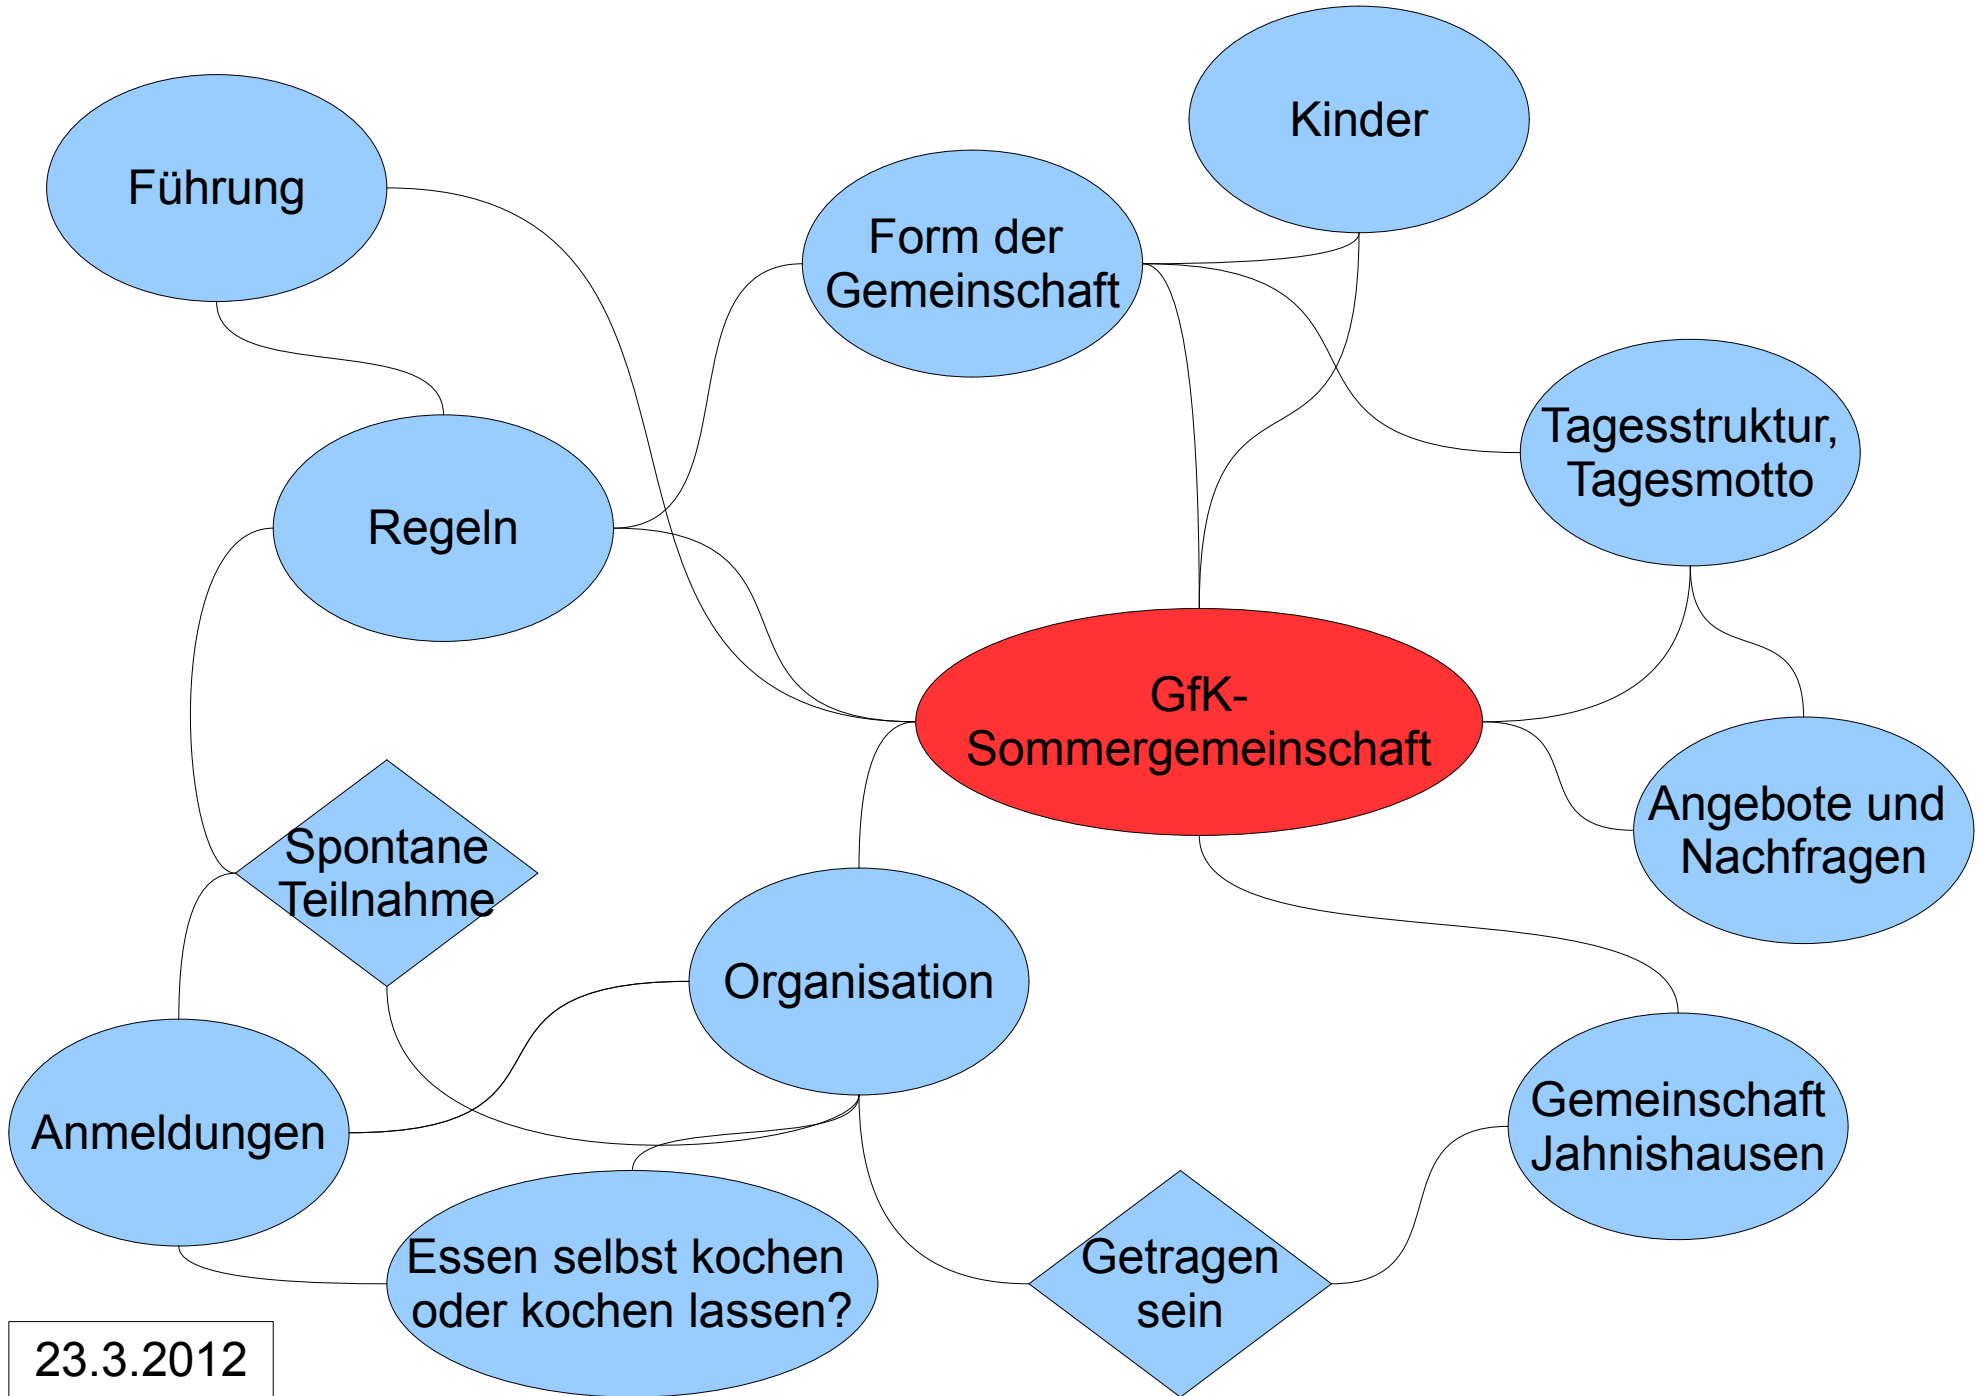 Kinder
Führung
Form der
Gemeinschaft
Tagesstruktur,
Tagesmotto
Regeln
GfK-
Sommergemeinschaft
Angebote und
Nachfragen
Spontane
Teilnahme
Organisation
Anmeldungen
Gemeinschaft
Jahnishausen
Essen selbst kochen
oder kochen lassen?
Getragen
sein
23.3.2012